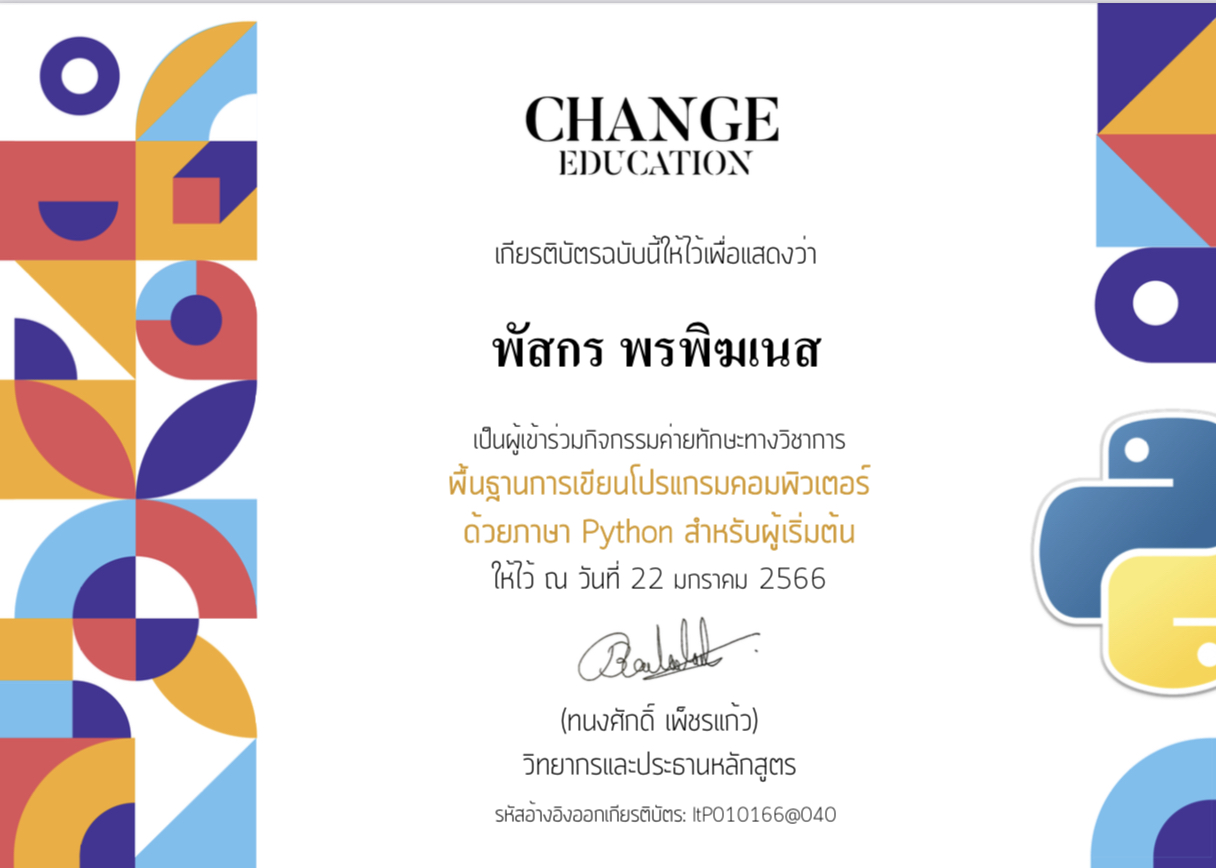 CHANGE
EDUCATION
เกียรติบัตรฉบับนี้ให้ไว้เพื่อแสดงว่า
พัสกร พรพิฆเนส
เป็นผู้เข้าร่วมกิจกรรมค่ายทักษะทางวิชาการ
พื้นฐานการเขียนโปรแกรมคอมพิวเตอร์
ด้วยภาษา Python สำหรับผู้เริ่มต้น
ให้ไว้ ณ วันที่ 22 มกราคม 2566
(ทนงศักดิ์ เพ็ชรแก้ว)
วิทยากรและประธานหลักสูตร
รหัสอ้างอิงออกเกียรติบัตร: ItP010166@040